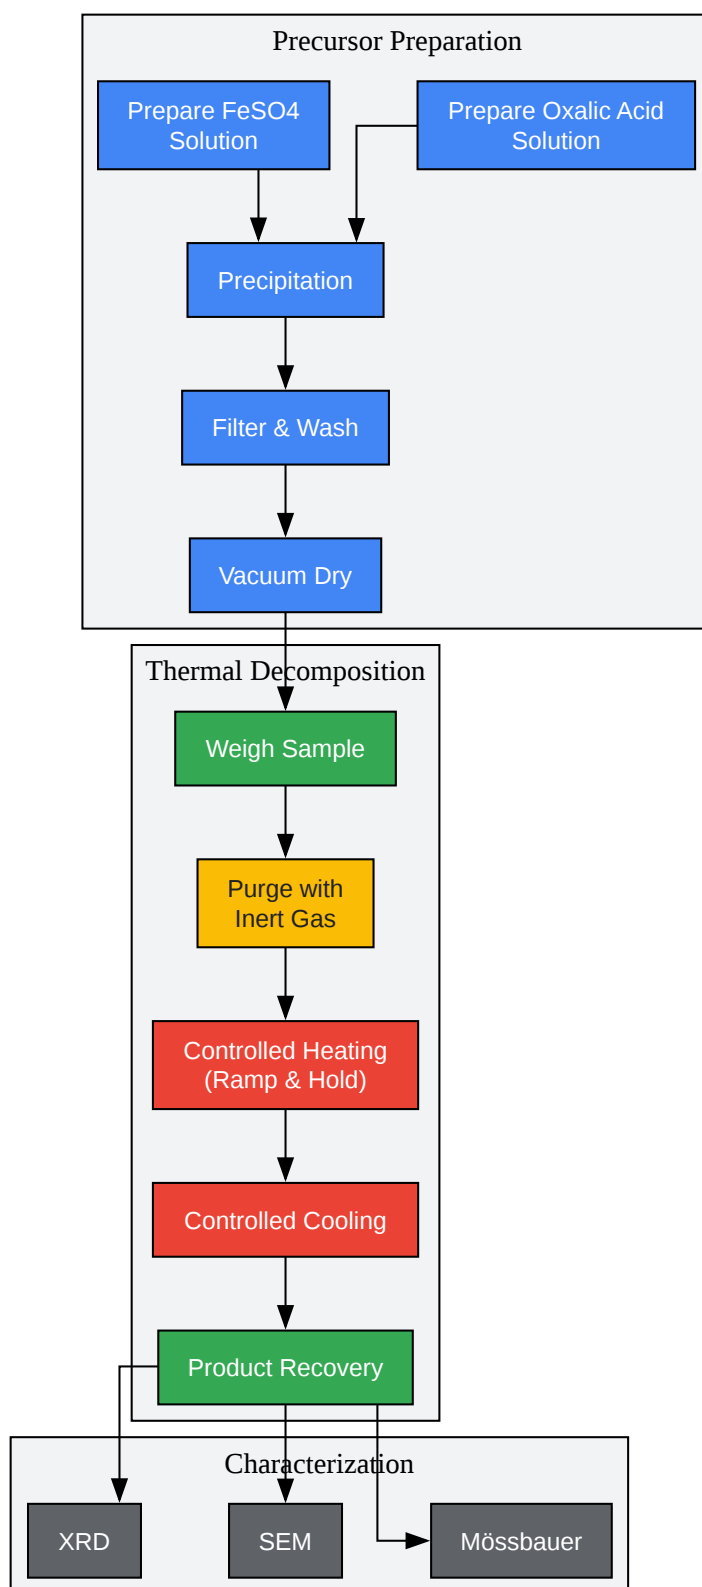 Precursor Preparation
Prepare FeSO4
Solution
Prepare Oxalic Acid
Solution
Precipitation
Filter & Wash
Vacuum Dry
Thermal Decomposition
Weigh Sample
Purge with
Inert Gas
Controlled Heating
(Ramp & Hold)
Controlled Cooling
Product Recovery
Characterization
XRD
SEM
Mössbauer